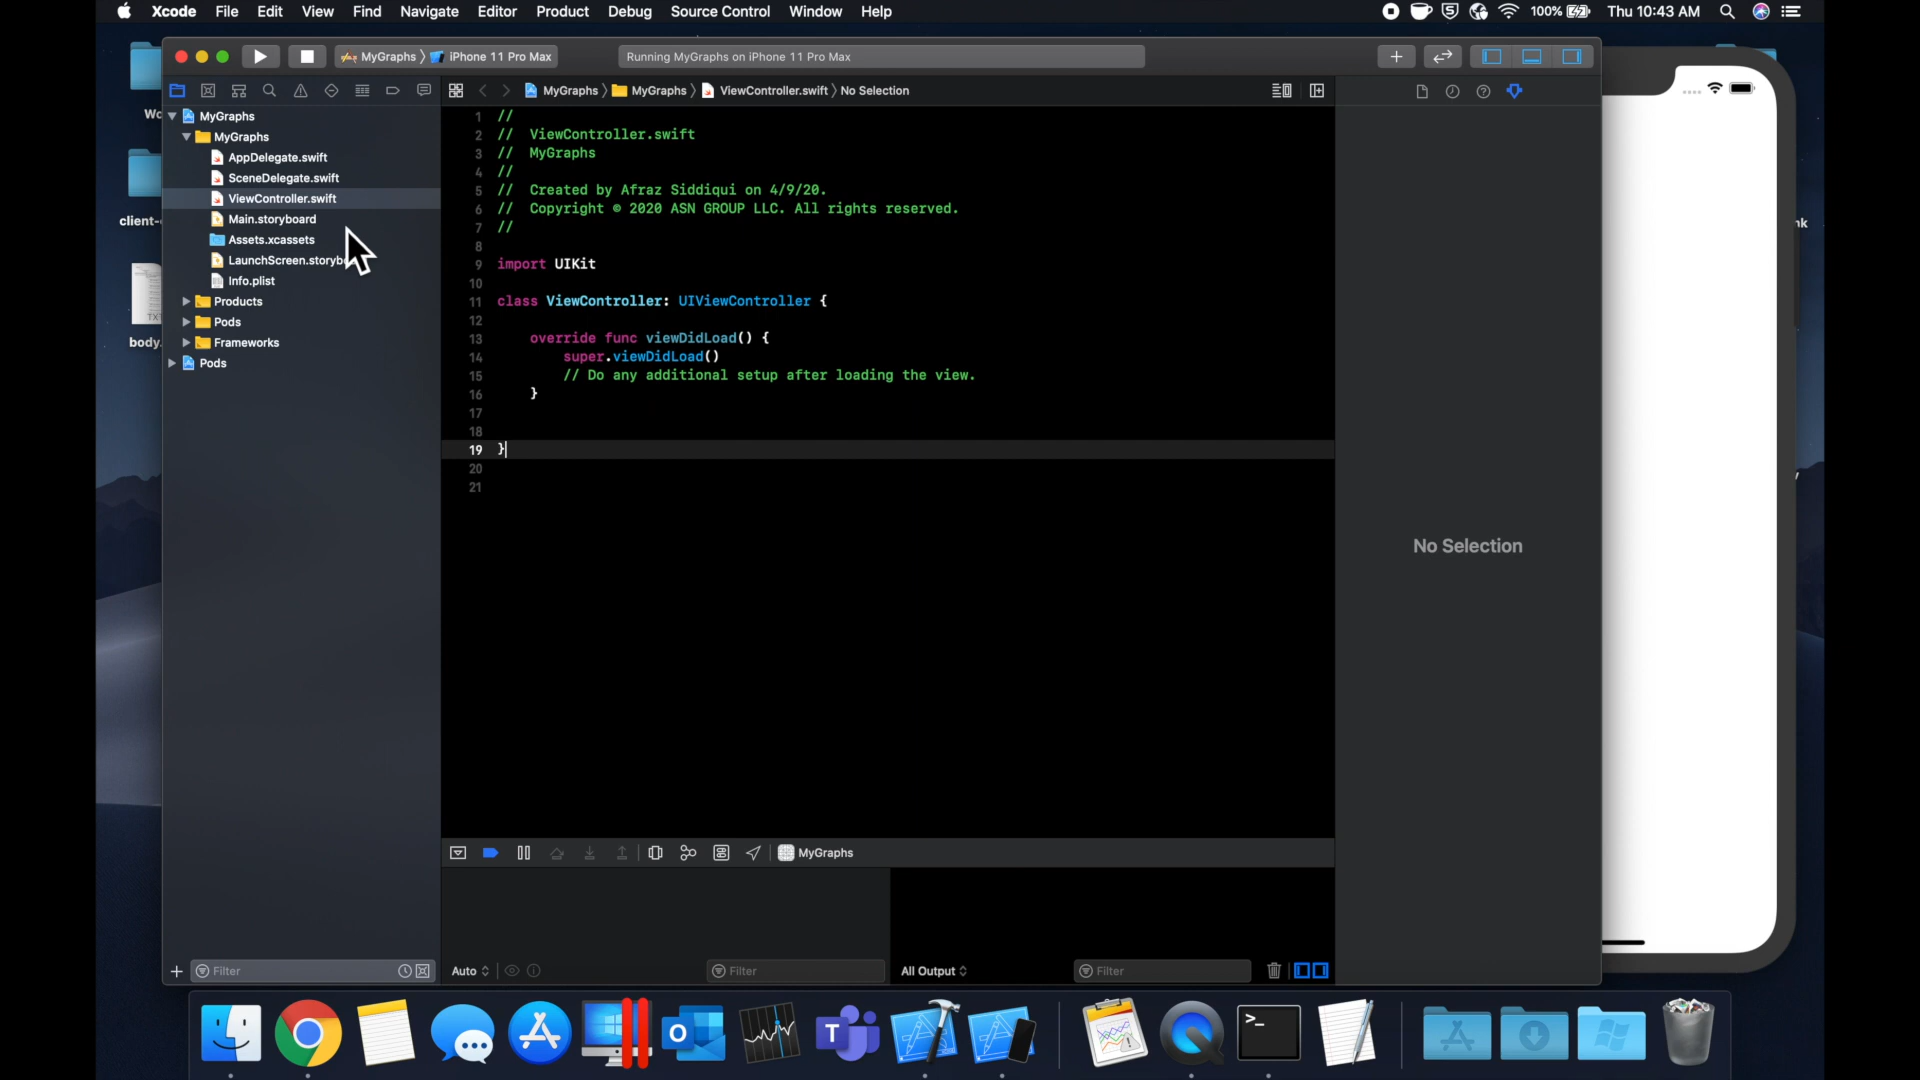 Xcode File Edit View Find Navigate Editor Product Debug Source Control Window Help
100% Thu 10:43 AM
MyGraphs iPhone 11 Pro Max
Running MyGraphs on iPhone 11 Pro Max
MyGraphs MyGraphs ViewController.swift No Selection
MyGraphs
MyGraphs
AppDelegate.swift
SceneDelegate.swift
ViewController.swift
Main.storyboard
Assets.xcassets
LaunchScreen.storyb
Info.plist
Products
Pods
Frameworks
Pods
client-
body.
1 //
2 // ViewController.swift
3 // MyGraphs
4 //
5 // Created by Afraz Siddiqui on 4/9/20.
6 // Copyright © 2020 ASN GROUP LLC. All rights reserved.
7 //
8
9 import UIKit
10
11 class ViewController: UIViewController {
12
13 override func viewDidLoad() {
14 super.viewDidLoad()
15 // Do any additional setup after loading the view.
16 }
17
18
19 }
20
21
No Selection
MyGraphs
Filter
Auto
Filter
All Output
Filter